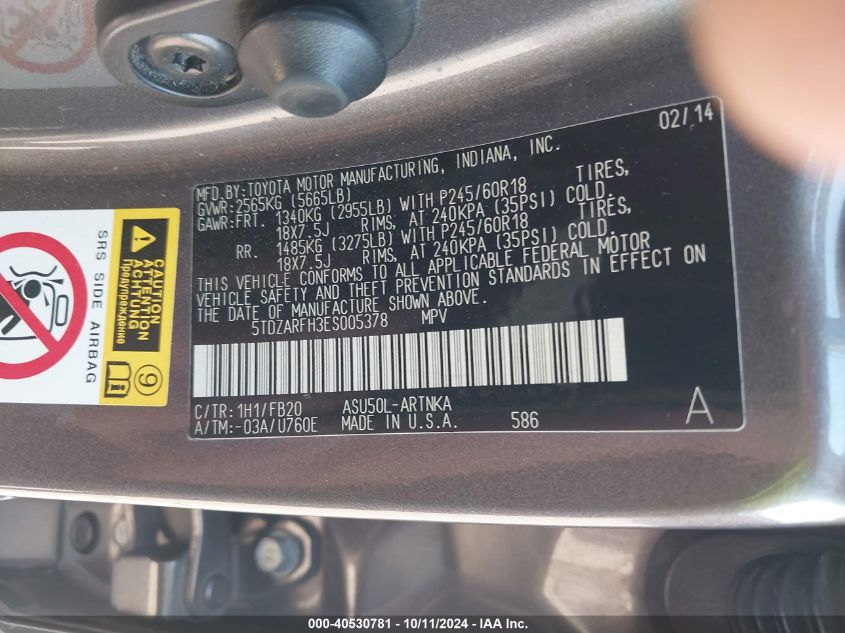 02/14
MFD.BY:TOYOTA MOTOR MANUFACTURING, INDIANA, INC.
GVWR:2565KG (5665LB)
GAWR:FRT. 1340KG (2955LB) WITH P245/60R18 TIRES,
18X7.5J RIMS, AT 240KPA (35PSI) COLD.
RR. 1485KG (3275LB) WITH P245/60R18 TIRES,
18X7.5J RIMS, AT 240KPA (35PSI) COLD.
THIS VEHICLE CONFORMS TO ALL APPLICABLE FEDERAL MOTOR
VEHICLE SAFETY AND THEFT PREVENTION STANDARDS IN EFFECT ON
THE DATE OF MANUFACTURE SHOWN ABOVE.
5TDZARFH3ES005378 MPV
C/TR: 1H1/FB20 ASU50L-ARTNKA
A/TM:-03A/U760E MADE IN U.S.A. 586 A
SRS SIDE AIRBAG
CAUTION
ATTENTION
ACHTUNG
Предупреждение
9
000-40530781 - 10/11/2024 - IAA Inc.